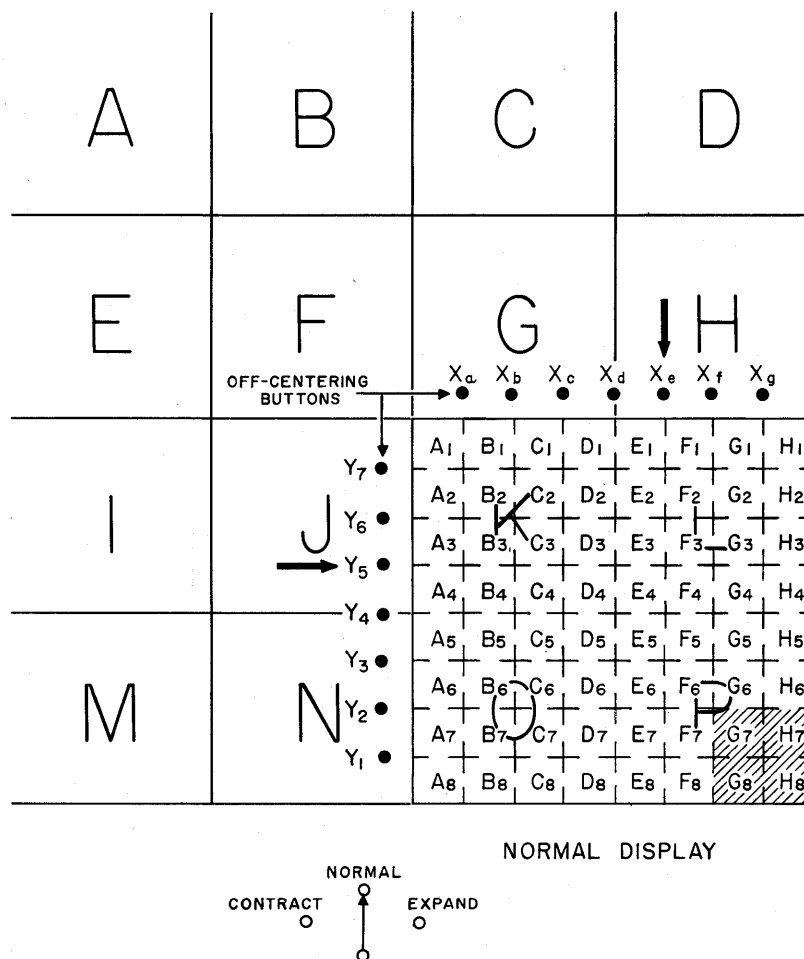 A B C D
E F G H
OFF-CENTERING
BUTTONS
Xa Xb Xc Xd Xe Xf Xg
I J K L
M N O P
Y7
Y6
Y5
Y4
Y3
Y2
Y1
A1 B1 C1 D1 E1 F1 G1 H1
A2 B2 C2 D2 E2 F2 G2 H2
A3 B3 C3 D3 E3 F3 G3 H3
A4 B4 C4 D4 E4 F4 G4 H4
A5 B5 C5 D5 E5 F5 G5 H5
A6 B6 C6 D6 E6 F6 G6 H6
A7 B7 C7 D7 E7 F7 G7 H7
A8 B8 C8 D8 E8 F8 G8 H8
NORMAL DISPLAY
NORMAL
CONTRACT EXPAND